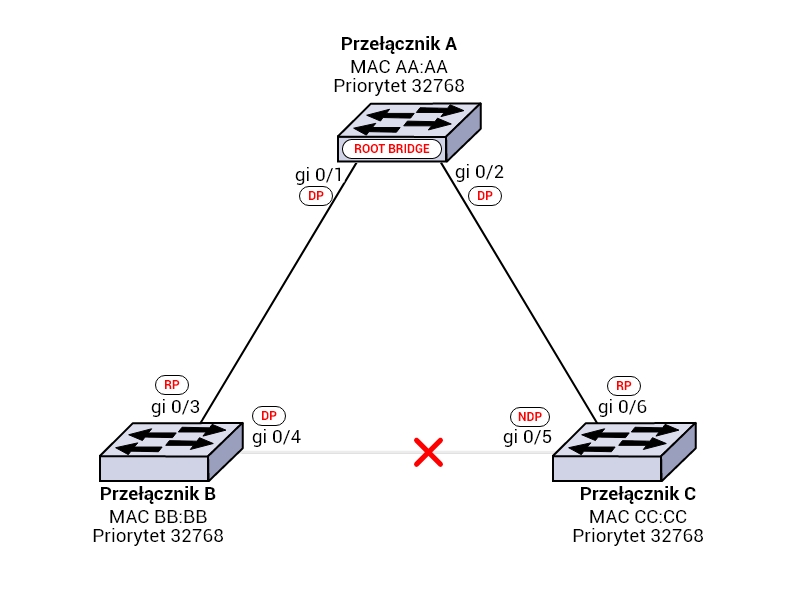 Przełącznik A
MAC AA:AA
Priorytet 32768
ROOT BRIDGE
gi 0/1
gi 0/2
DP
DP
RP
gi 0/3
DP
gi 0/4
NDP
gi 0/5
RP
gi 0/6
Przełącznik B
MAC BB:BB
Priorytet 32768
Przełącznik C
MAC CC:CC
Priorytet 32768